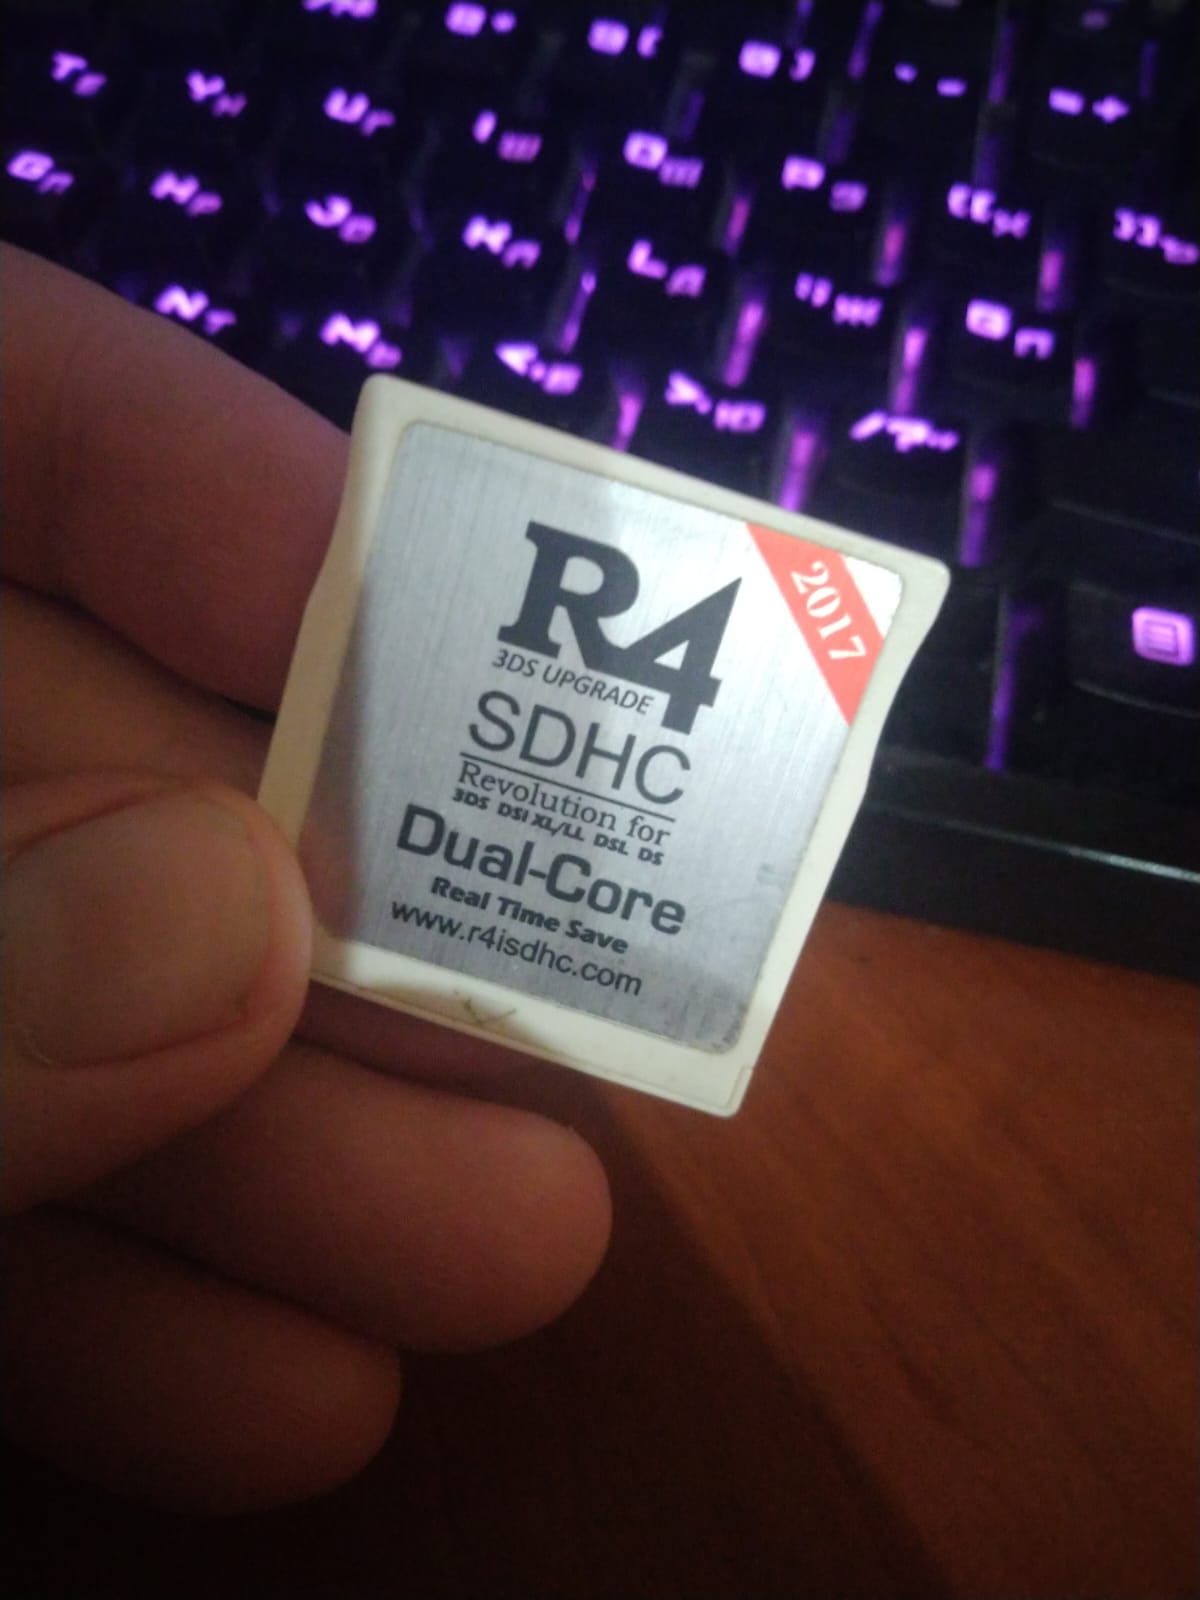 T Е
Y Н
U Г
I Ш
O Щ
P З
{[ Х
}] Ъ
G П
H Р
J О
K Л
L Д
M Ь
N Т
R4
2017
3DS UPGRADE
SDHC
Revolution for
3DS DSI XL/LL DSL DS
Dual-Core
Real Time Save
www.r4isdhc.com